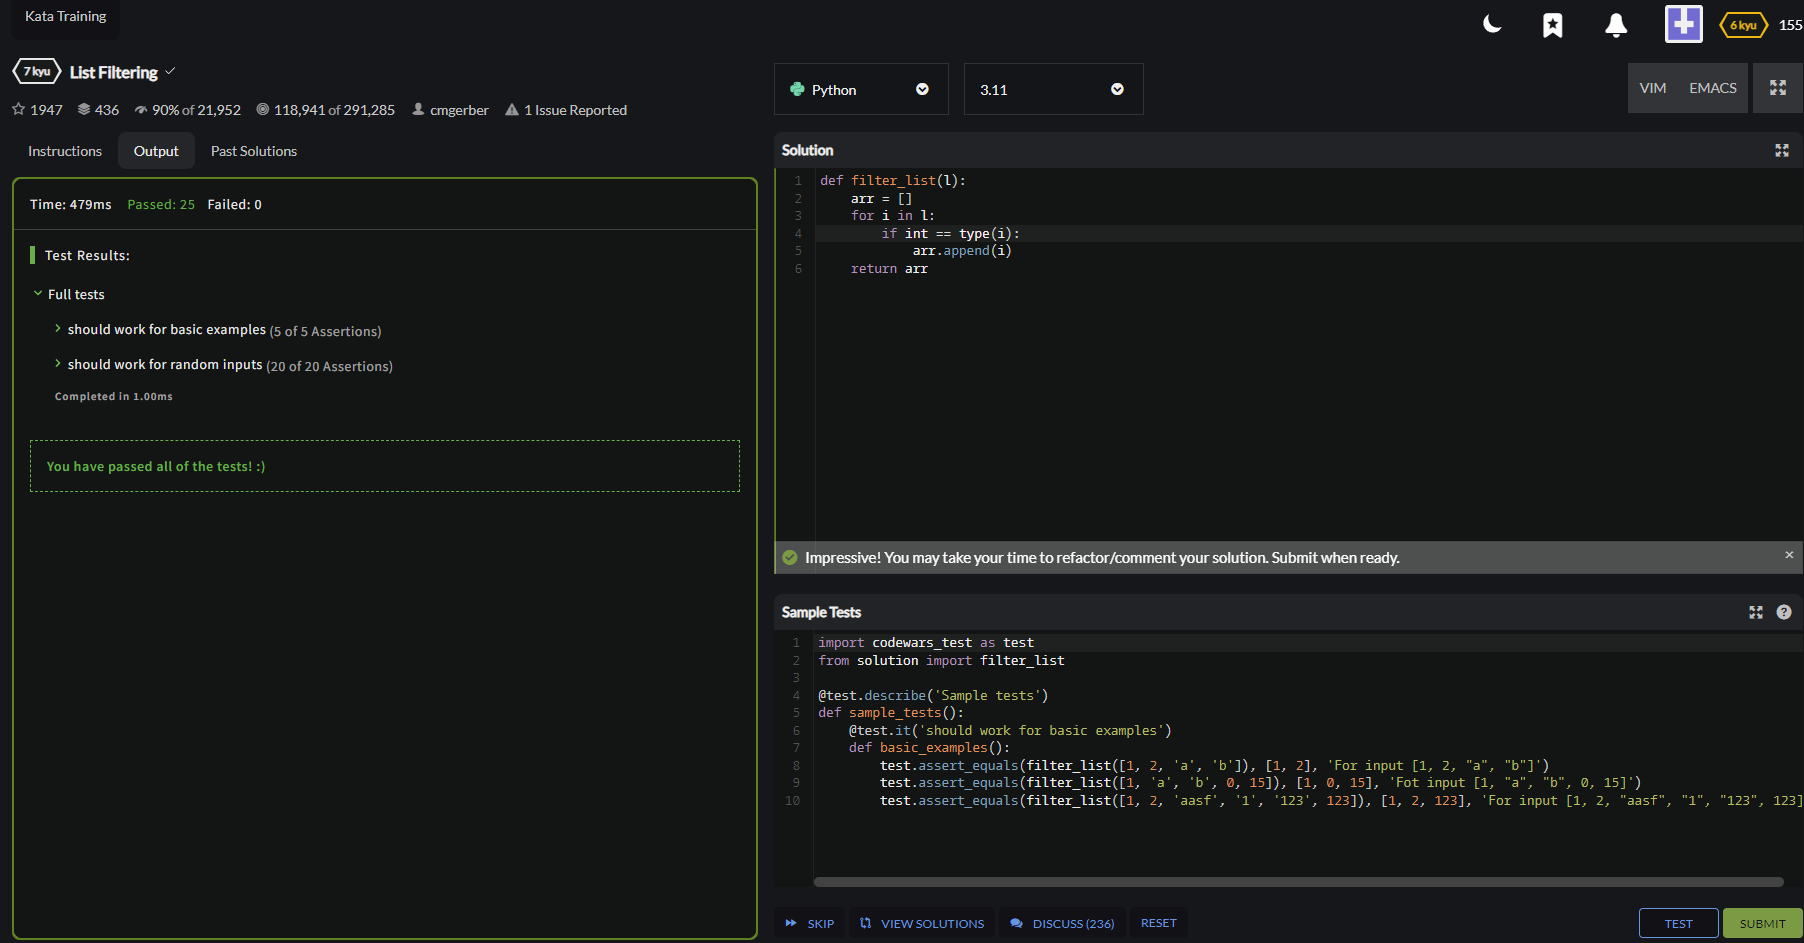 Kata Training
6 kyu 155
7 kyu List Filtering
1947 436 90% of 21,952 118,941 of 291,285 cmgerber 1 Issue Reported
Instructions Output Past Solutions
Time: 479ms Passed: 25 Failed: 0
Test Results:
Full tests
should work for basic examples (5 of 5 Assertions)
should work for random inputs (20 of 20 Assertions)
Completed in 1.00ms
You have passed all of the tests! :)
Python 3.11 VIM EMACS
Solution
1 def filter_list(l):
2 arr = []
3 for i in l:
4 if int == type(i):
5 arr.append(i)
6 return arr
Impressive! You may take your time to refactor/comment your solution. Submit when ready. ×
Sample Tests ?
1 import codewars_test as test
2 from solution import filter_list
3
4 @test.describe('Sample tests')
5 def sample_tests():
6 @test.it('should work for basic examples')
7 def basic_examples():
8 test.assert_equals(filter_list([1, 2, 'a', 'b']), [1, 2], 'For input [1, 2, "a", "b"]')
9 test.assert_equals(filter_list([1, 'a', 'b', 0, 15]), [1, 0, 15], 'Fot input [1, "a", "b", 0, 15]')
10 test.assert_equals(filter_list([1, 2, 'aasf', '1', '123', 123]), [1, 2, 123], 'For input [1, 2, "aasf", "1", "123", 123]
SKIP VIEW SOLUTIONS DISCUSS (236) RESET TEST SUBMIT